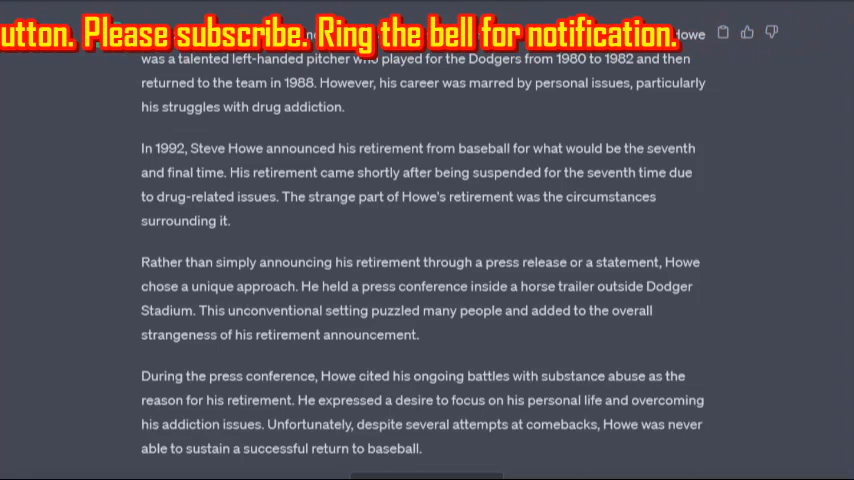 utton. Please subscribe. Ring the bell for notification.
Howe
was a talented left-handed pitcher who played for the Dodgers from 1980 to 1982 and then
returned to the team in 1988. However, his career was marred by personal issues, particularly
his struggles with drug addiction.
In 1992, Steve Howe announced his retirement from baseball for what would be the seventh
and final time. His retirement came shortly after being suspended for the seventh time due
to drug-related issues. The strange part of Howe's retirement was the circumstances
surrounding it.
Rather than simply announcing his retirement through a press release or a statement, Howe
chose a unique approach. He held a press conference inside a horse trailer outside Dodger
Stadium. This unconventional setting puzzled many people and added to the overall
strangeness of his retirement announcement.
During the press conference, Howe cited his ongoing battles with substance abuse as the
reason for his retirement. He expressed a desire to focus on his personal life and overcoming
his addiction issues. Unfortunately, despite several attempts at comebacks, Howe was never
able to sustain a successful return to baseball.